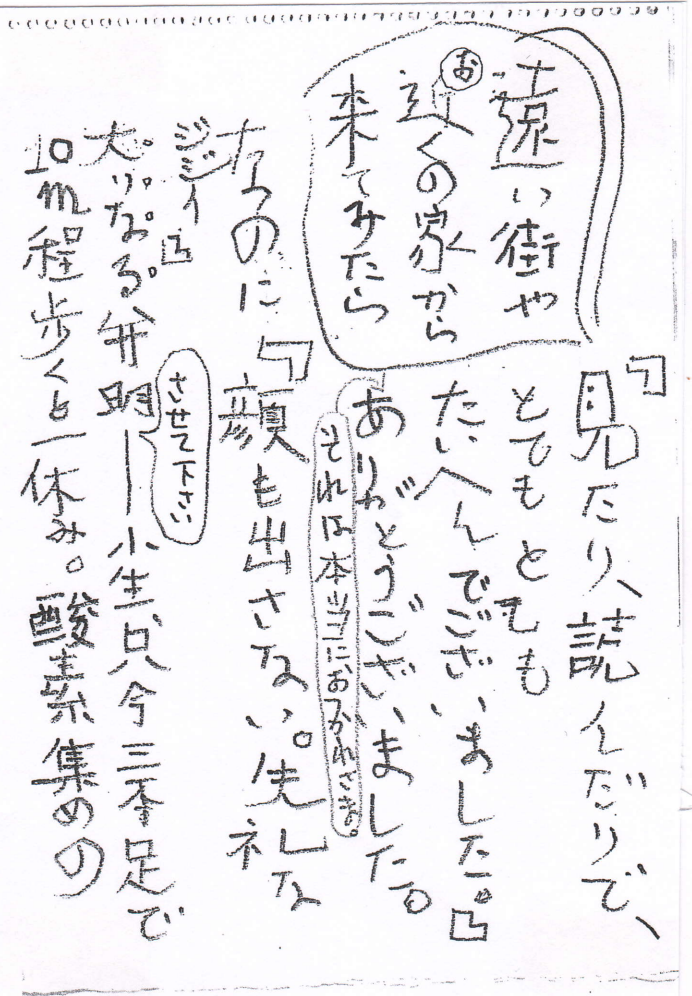 遠い街や
お近くの家から
来てみたら
『見たり、読んだりで、
とてもとても
たいへんでございました。』
ありがとうございました。
それは本当におつかれさま。
なのに『顔も出さない。失礼な
ジジイ』
大いなる弁明―小生只今三本足で
させて下さい
10m程歩くと一休み。酸素集めの